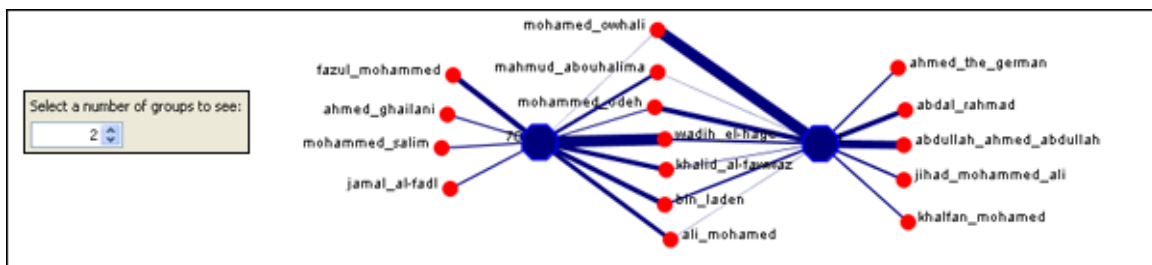 Select a number of groups to see:
2
mohamed_owhali
fazul_mohammed
mahmud_abouhalima
ahmed_the_german
ahmed_ghailani
mohammed_odeh
abdal_rahmad
mohammed_salim
wadih_el-hage
abdullah_ahmed_abdullah
khalid_al-fawwaz
jamal_al-fadl
jihad_mohammed_ali
bin_laden
khalfan_mohamed
ali_mohamed